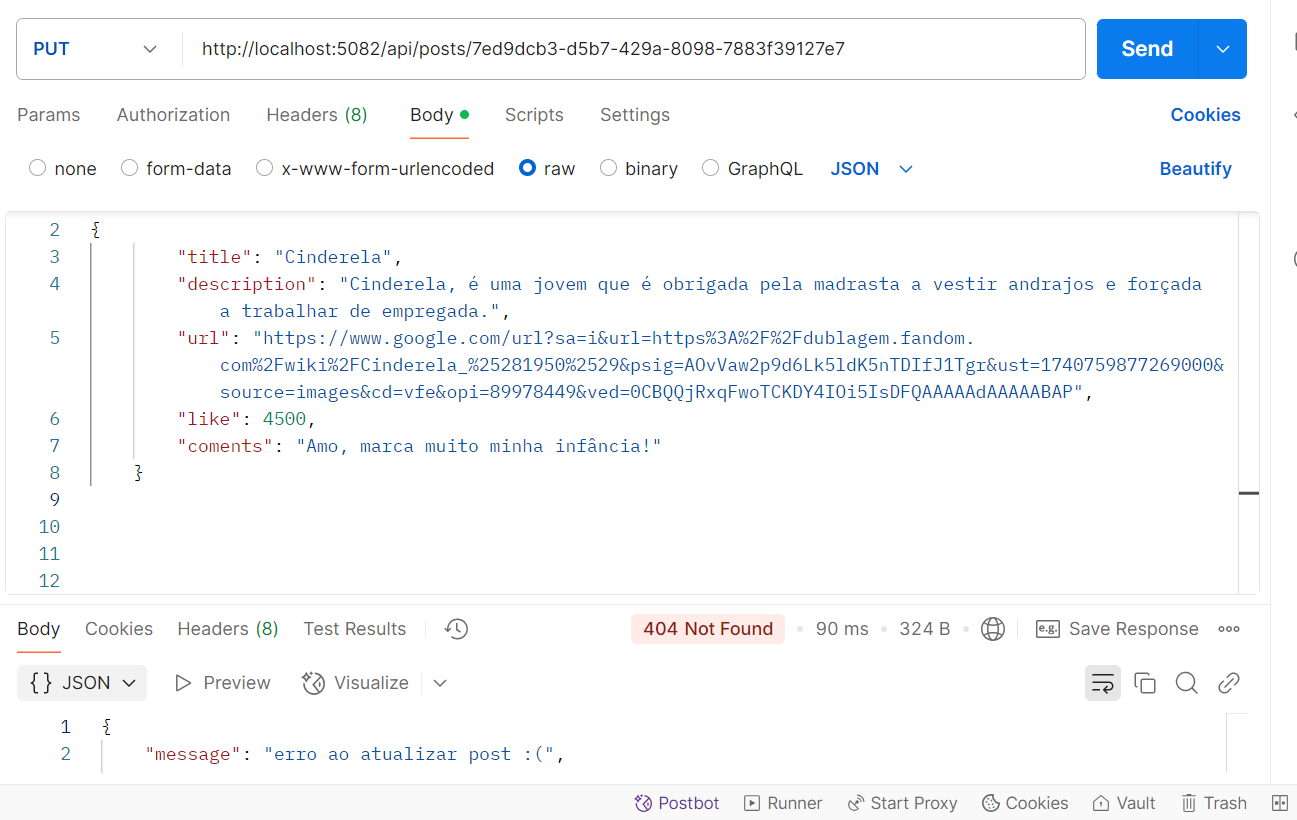 PUT http://localhost:5082/api/posts/7ed9dcb3-d5b7-429a-8098-7883f39127e7 Send
Params Authorization Headers (8) Body Scripts Settings Cookies
none form-data x-www-form-urlencoded raw binary GraphQL JSON Beautify
2 {
3 "title": "Cinderela",
4 "description": "Cinderela, é uma jovem que é obrigada pela madrasta a vestir andrajos e forçada
a trabalhar de empregada.",
5 "url": "https://www.google.com/url?sa=i&url=https%3A%2F%2Fdublagem.fandom.
com%2Fwiki%2FCinderela_%25281950%2529&psig=AOvVaw2p9d6Lk5ldK5nTDIfJ1Tgr&ust=1740759877269000&
source=images&cd=vfe&opi=89978449&ved=0CBQQjRxqFwoTCKDY4IOi5IsDFQAAAAAdAAAAABAP",
6 "like": 4500,
7 "coments": "Amo, marca muito minha infância!"
8 }
9
10
11
12
Body Cookies Headers (8) Test Results 404 Not Found 90 ms 324 B e.g. Save Response
{} JSON Preview Visualize
1 {
2 "message": "erro ao atualizar post :(",
Postbot Runner Start Proxy Cookies Vault Trash